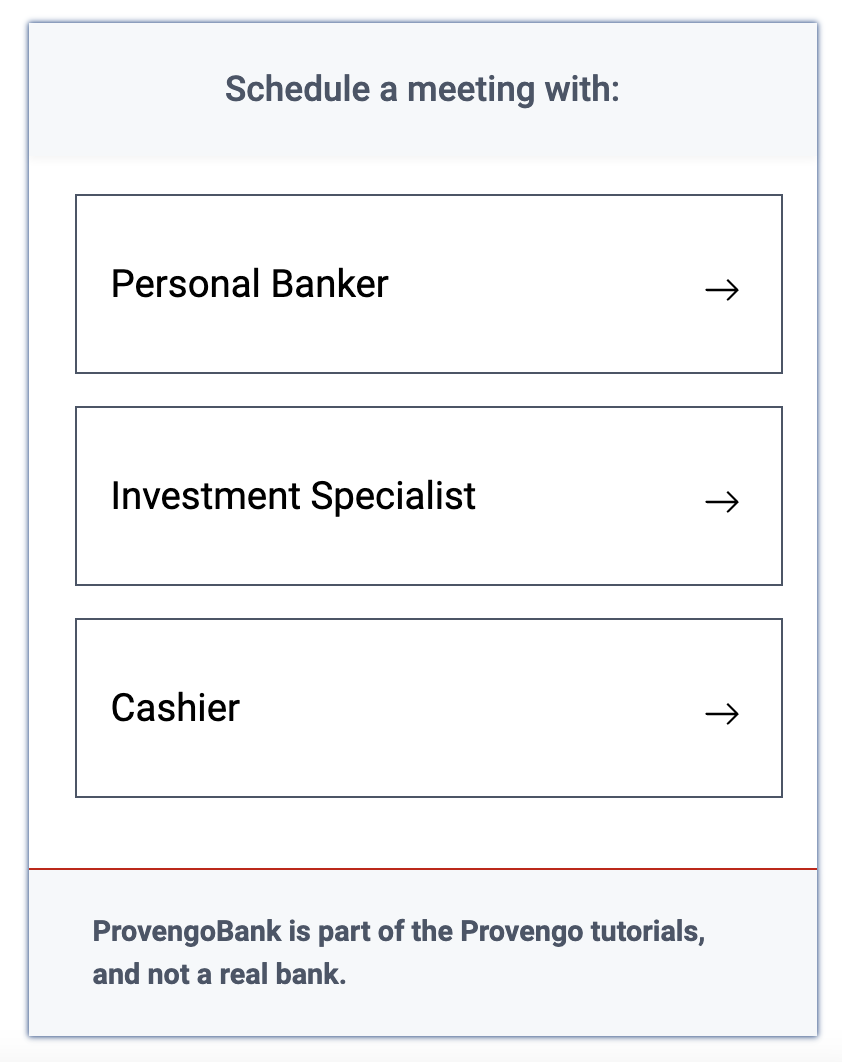 Schedule a meeting with:
Personal Banker
Investment Specialist
Cashier
ProvengoBank is part of the Provengo tutorials,
and not a real bank.